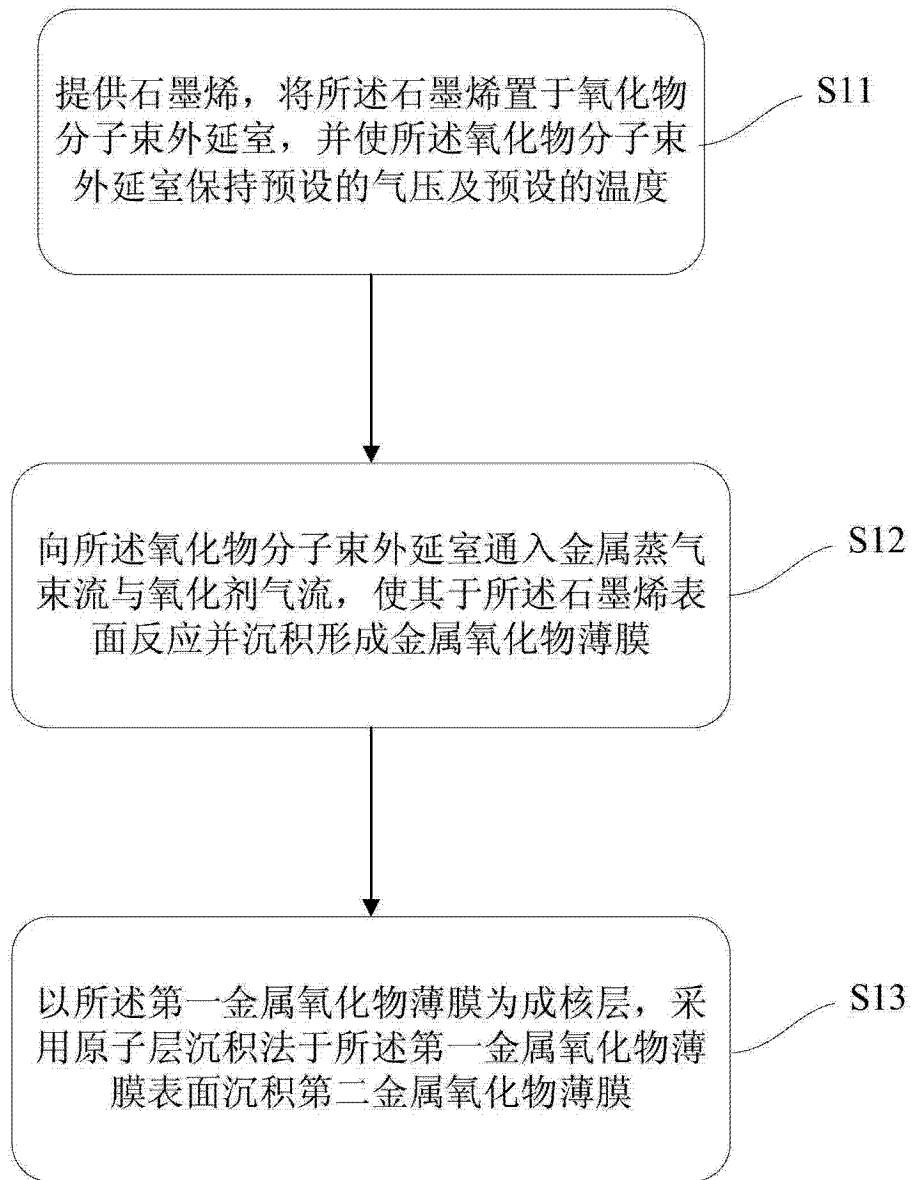 提供石墨烯，将所述石墨烯置于氧化物
分子束外延室，并使所述氧化物分子束
外延室保持预设的气压及预设的温度
S11
向所述氧化物分子束外延室通入金属蒸气
束流与氧化剂气流，使其于所述石墨烯表
面反应并沉积形成金属氧化物薄膜
S12
以所述第一金属氧化物薄膜为成核层，采
用原子层沉积法于所述第一金属氧化物薄
膜表面沉积第二金属氧化物薄膜
S13